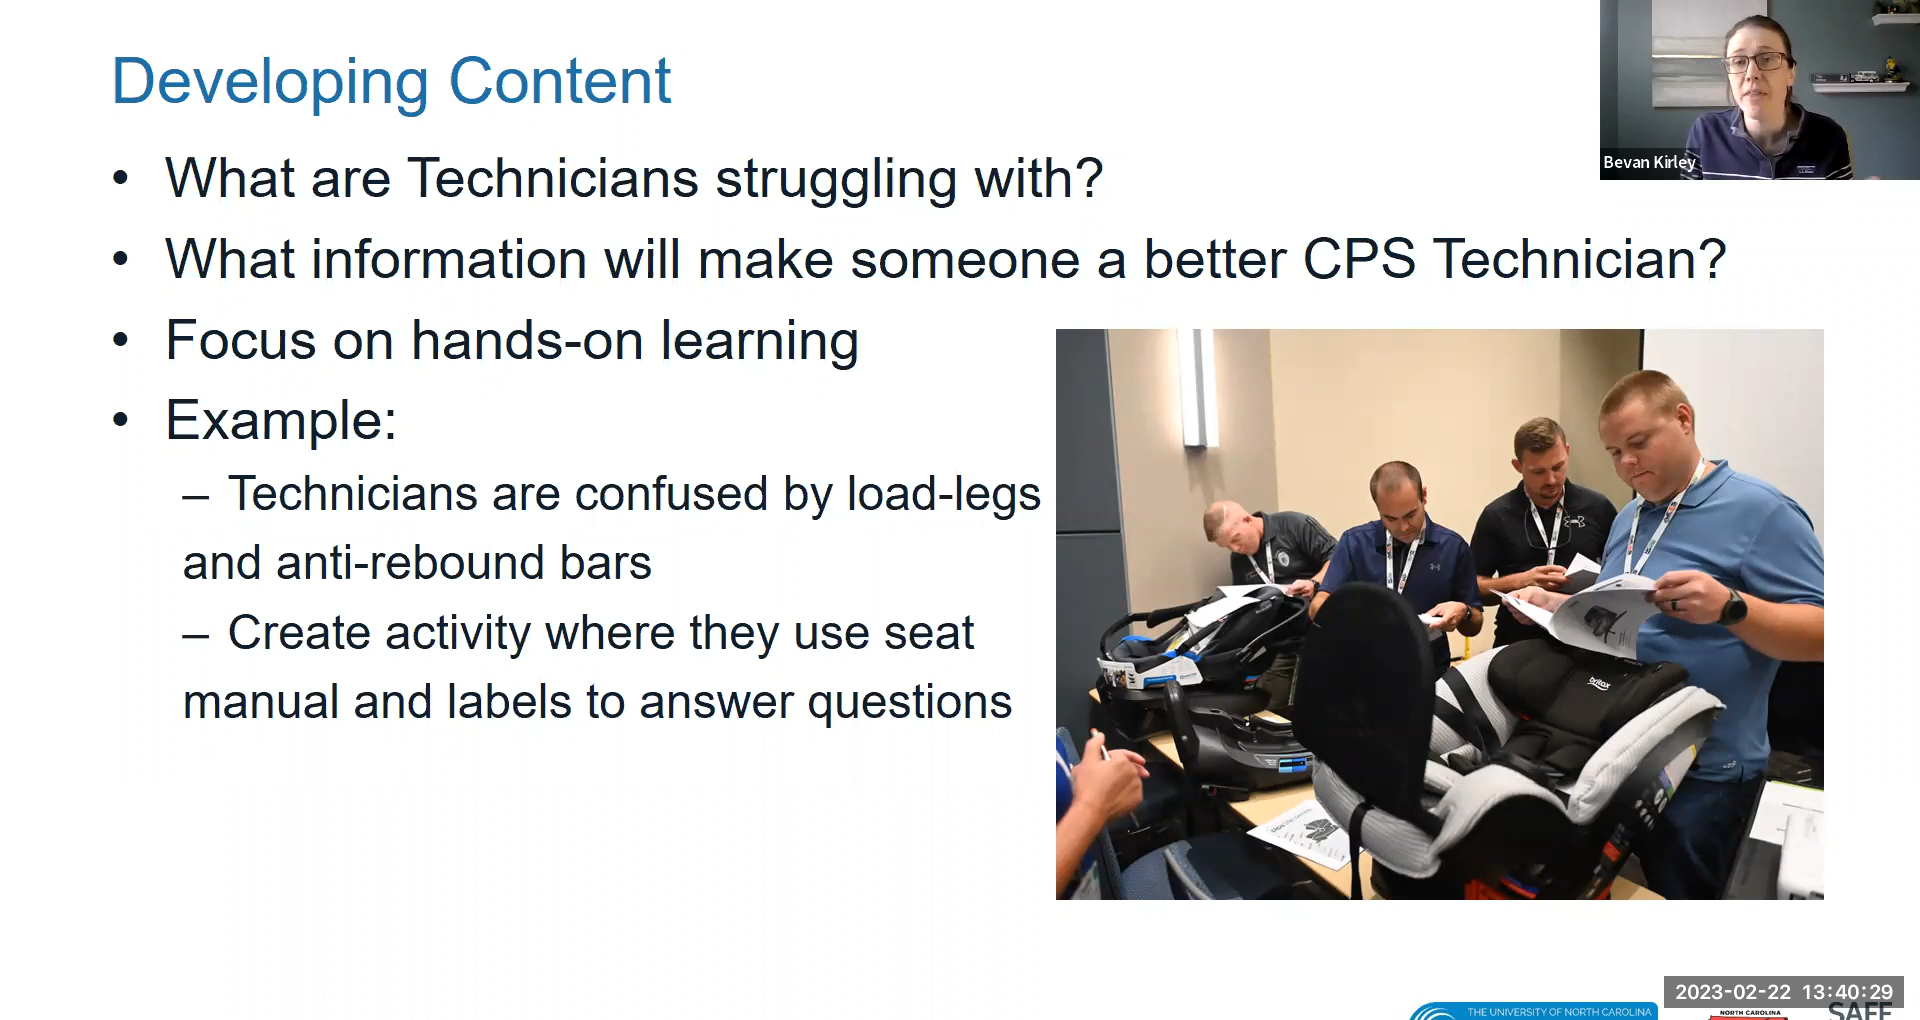 Developing Content
Bevan Kirley
• What are Technicians struggling with?
• What information will make someone a better CPS Technician?
• Focus on hands-on learning
• Example:
– Technicians are confused by load-legs
and anti-rebound bars
– Create activity where they use seat
manual and labels to answer questions
britax
2023-02-22 13:40:29
THE UNIVERSITY OF NORTH CAROLINA
NORTH CAROLINA
SAFE